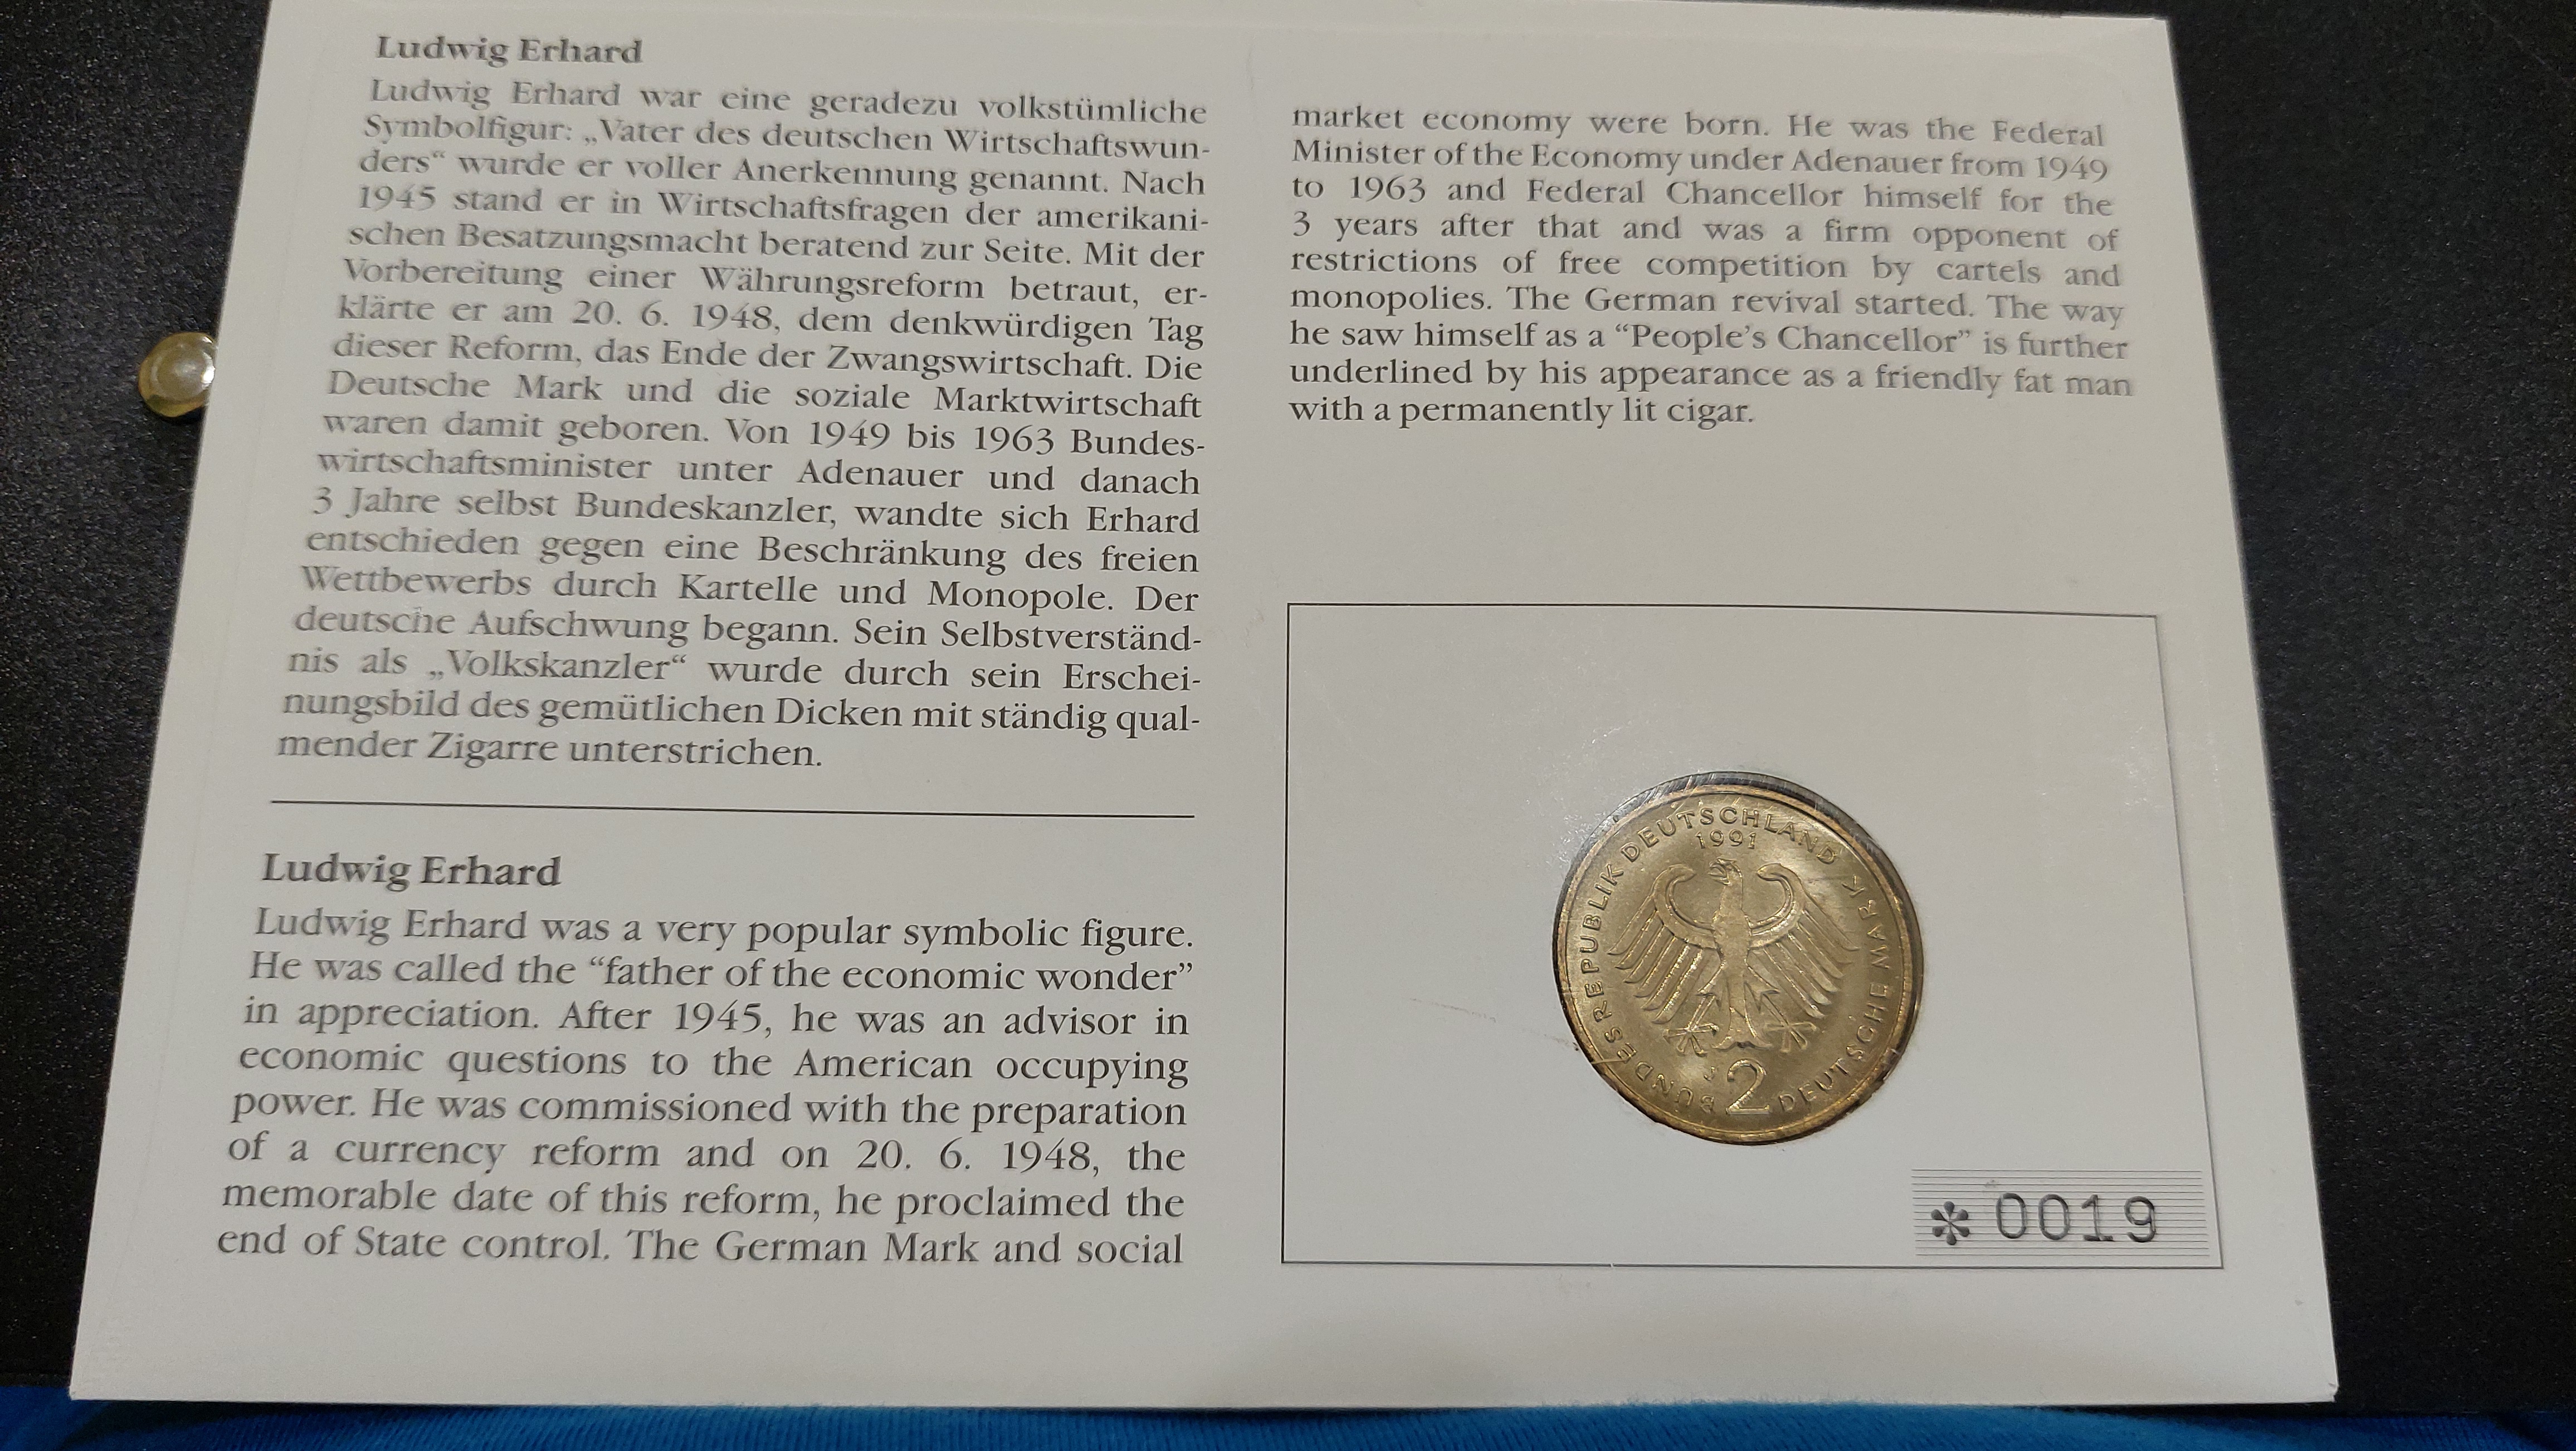 Ludwig Erhard
Ludwig Erhard war eine geradezu volkstümliche
Symbolfigur: „Vater des deutschen Wirtschaftswun-
ders“ wurde er voller Anerkennung genannt. Nach
1945 stand er in Wirtschaftsfragen der amerikani-
schen Besatzungsmacht beratend zur Seite. Mit der
Vorbereitung einer Währungsreform betraut, er-
klärte er am 20. 6. 1948, dem denkwürdigen Tag
dieser Reform, das Ende der Zwangswirtschaft. Die
Deutsche Mark und die soziale Marktwirtschaft
waren damit geboren. Von 1949 bis 1963 Bundes-
wirtschaftsminister unter Adenauer und danach
3 Jahre selbst Bundeskanzler, wandte sich Erhard
entschieden gegen eine Beschränkung des freien
Wettbewerbs durch Kartelle und Monopole. Der
deutsche Aufschwung begann. Sein Selbstverständ-
nis als „Volkskanzler“ wurde durch sein Erschei-
nungsbild des gemütlichen Dicken mit ständig qual-
mender Zigarre unterstrichen.
Ludwig Erhard
Ludwig Erhard was a very popular symbolic figure.
He was called the “father of the economic wonder”
in appreciation. After 1945, he was an advisor in
economic questions to the American occupying
power. He was commissioned with the preparation
of a currency reform and on 20. 6. 1948, the
memorable date of this reform, he proclaimed the
end of State control. The German Mark and social
market economy were born. He was the Federal
Minister of the Economy under Adenauer from 1949
to 1963 and Federal Chancellor himself for the
3 years after that and was a firm opponent of
restrictions of free competition by cartels and
monopolies. The German revival started. The way
he saw himself as a “People’s Chancellor” is further
underlined by his appearance as a friendly fat man
with a permanently lit cigar.
BUNDESREPUBLIK DEUTSCHLAND
1991
J
2 DEUTSCHE MARK
* 0019